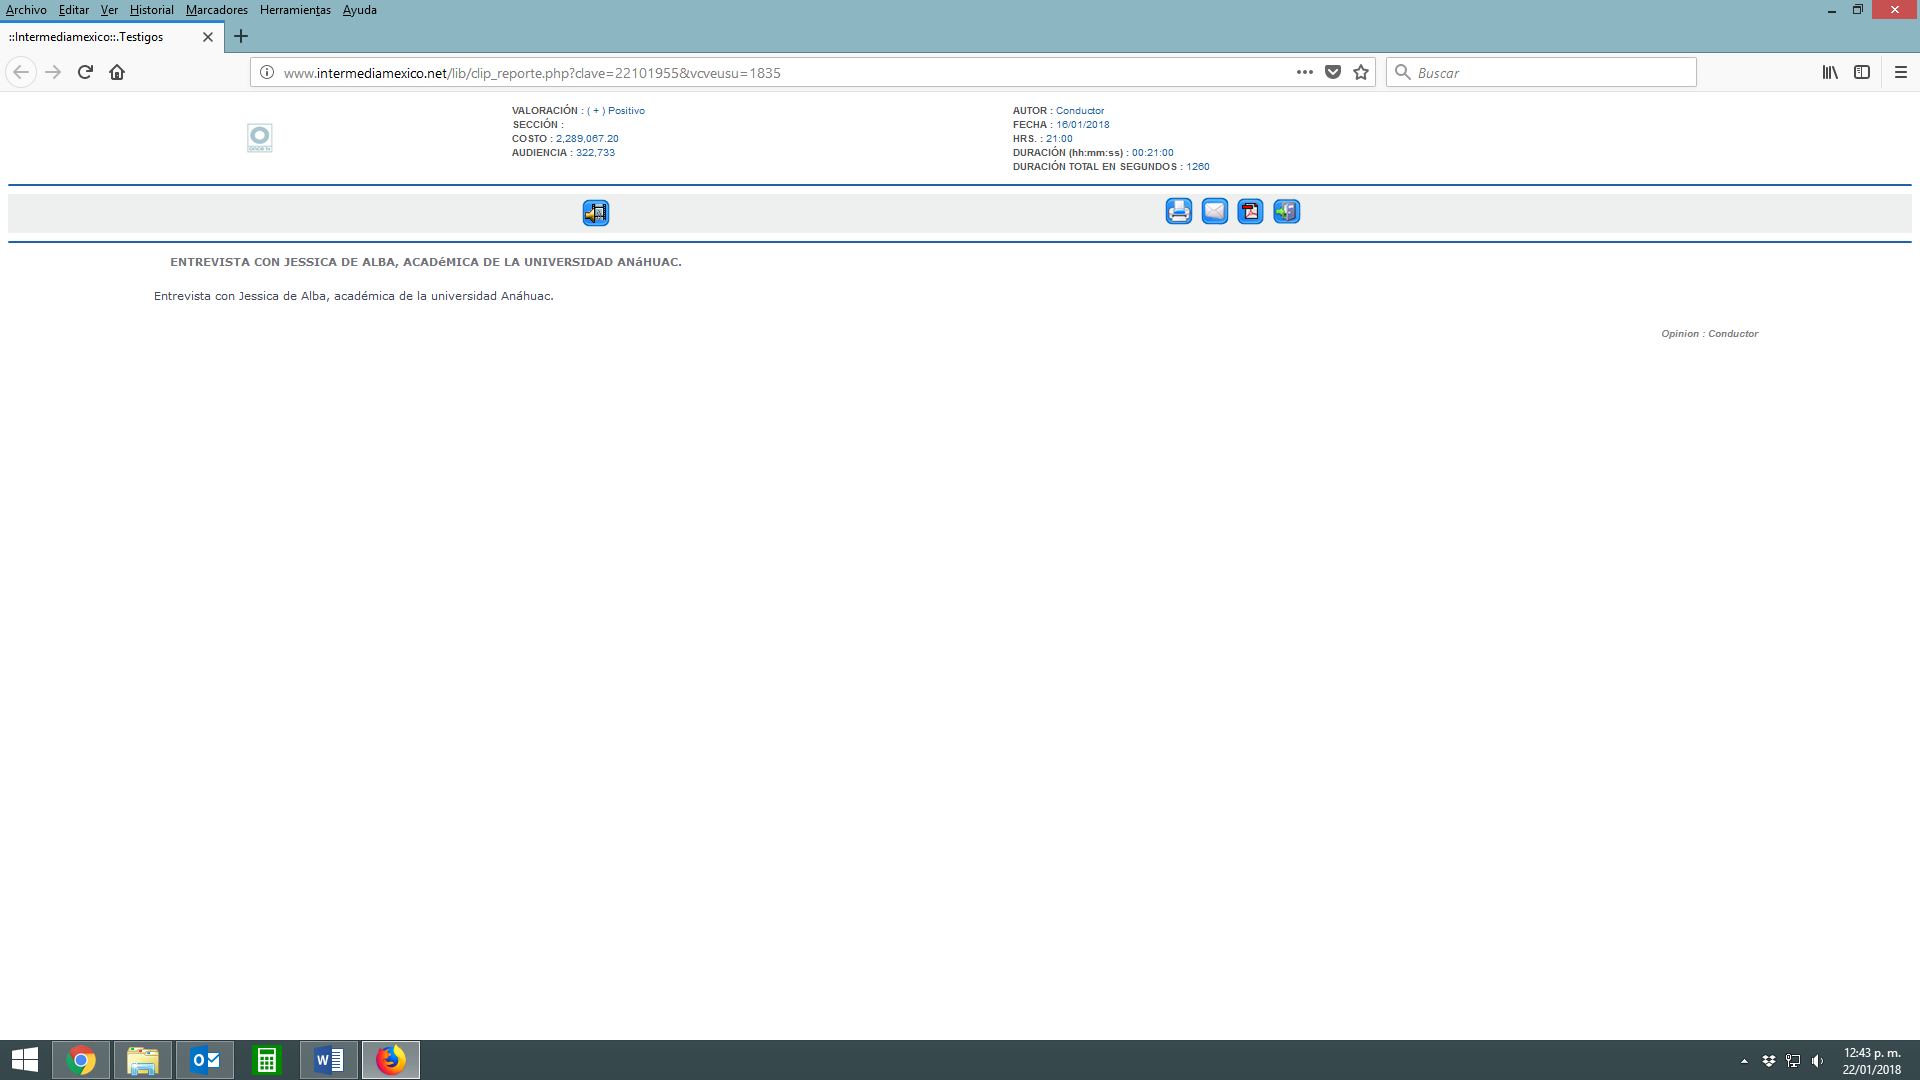 Archivo Editar Ver Historial Marcadores Herramientas Ayuda
::Intermediamexico::.Testigos
www.intermediamexico.net/lib/clip_reporte.php?clave=22101955&vcveusu=1835
Buscar
VALORACIÓN : ( + ) Positivo
SECCIÓN :
COSTO : 2,289,067.20
AUDIENCIA : 322,733
AUTOR : Conductor
FECHA : 16/01/2018
HRS. : 21:00
DURACIÓN (hh:mm:ss) : 00:21:00
DURACIÓN TOTAL EN SEGUNDOS : 1260
ENTREVISTA CON JESSICA DE ALBA, ACADéMICA DE LA UNIVERSIDAD ANáHUAC.
Entrevista con Jessica de Alba, académica de la universidad Anáhuac.
Opinion : Conductor
12:43 p. m.
22/01/2018